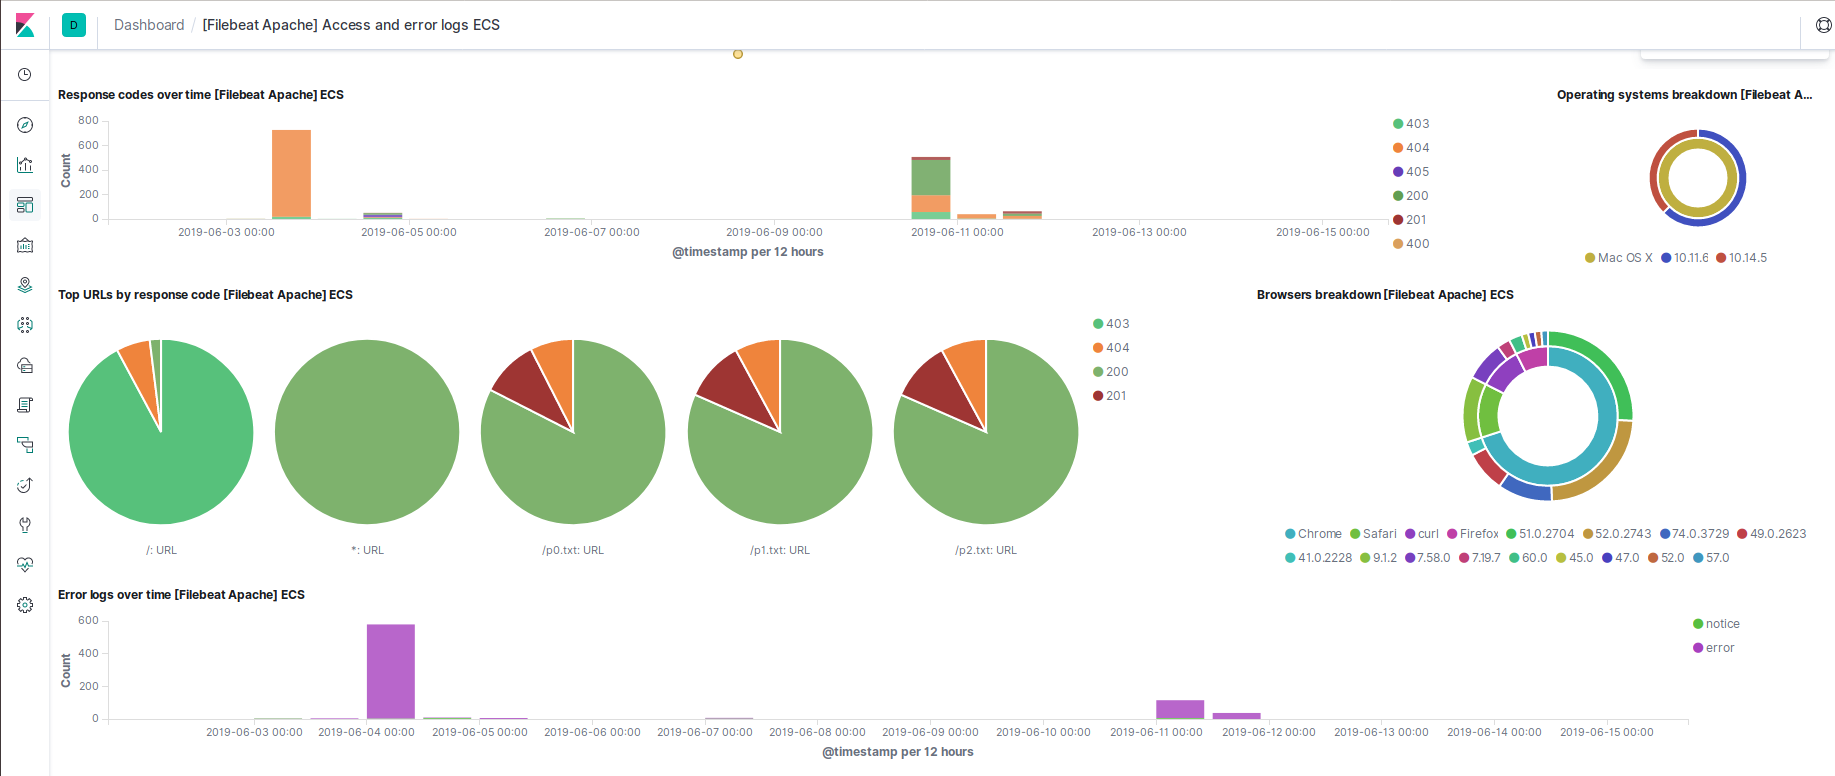 D Dashboard / [Filebeat Apache] Access and error logs ECS
Response codes over time [Filebeat Apache] ECS
800
600
400
200
0
Count
2019-06-03 00:00 2019-06-05 00:00 2019-06-07 00:00 2019-06-09 00:00 2019-06-11 00:00 2019-06-13 00:00 2019-06-15 00:00
@timestamp per 12 hours
403
404
405
200
201
400
Operating systems breakdown [Filebeat A...
Mac OS X 10.11.6 10.14.5
Top URLs by response code [Filebeat Apache] ECS
403
404
200
201
/: URL *: URL /p0.txt: URL /p1.txt: URL /p2.txt: URL
Browsers breakdown [Filebeat Apache] ECS
Chrome Safari curl Firefox 51.0.2704 52.0.2743 74.0.3729 49.0.2623
41.0.2228 9.1.2 7.58.0 7.19.7 60.0 45.0 47.0 52.0 57.0
Error logs over time [Filebeat Apache] ECS
600
400
200
0
Count
2019-06-03 00:00 2019-06-04 00:00 2019-06-05 00:00 2019-06-06 00:00 2019-06-07 00:00 2019-06-08 00:00 2019-06-09 00:00 2019-06-10 00:00 2019-06-11 00:00 2019-06-12 00:00 2019-06-13 00:00 2019-06-14 00:00 2019-06-15 00:00
@timestamp per 12 hours
notice
error